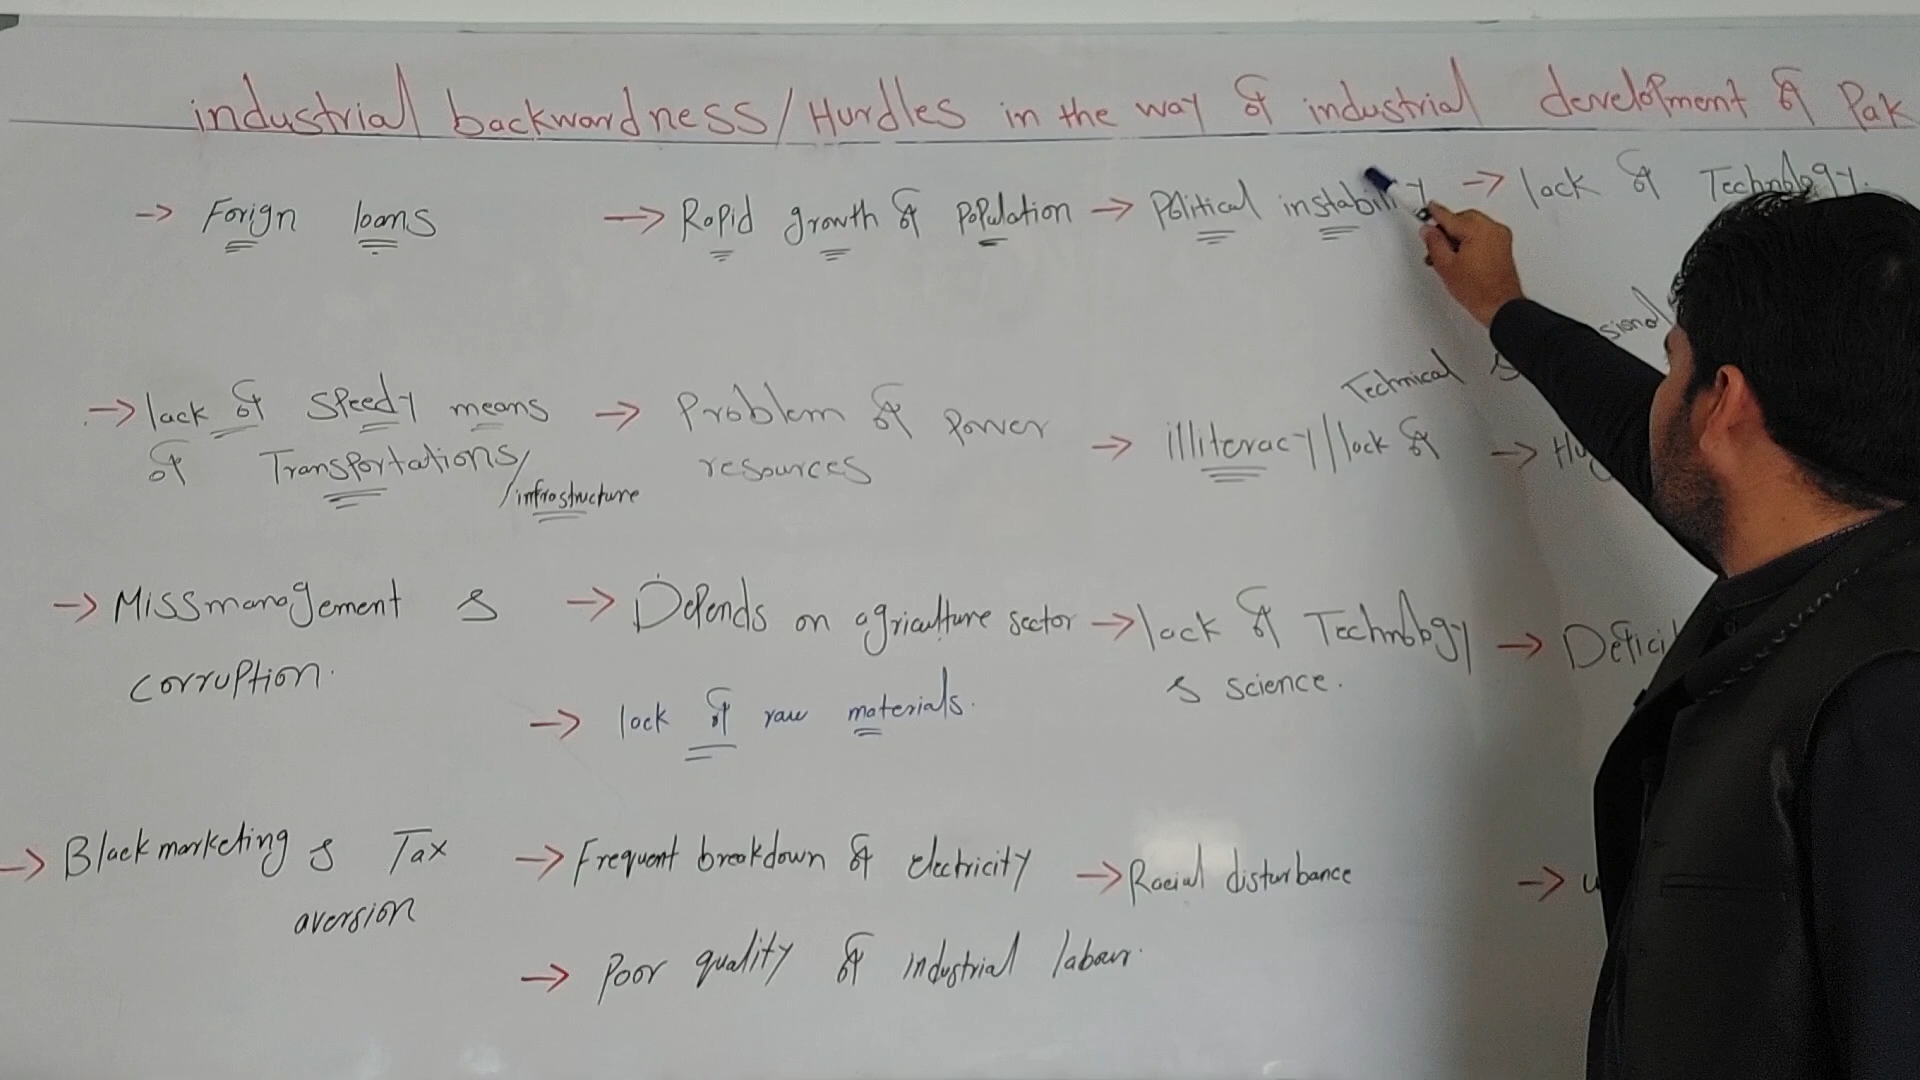 industrial backwardness/Hurdles in the way of industrial development of Pak
→ Forign loans → Rapid growth of Population → Political instability → lack of Technology.
→ lack of Speedy means
of Transportations/
/infrastructure
→ Problem of Power
resources
Technical &
→ illiteracy/lack of →
→ Missmanagement &
corruption.
→ Depends on agriculture sector
→ lack of raw materials.
→ lack of Technology
& science.
→
→ Black marketing & Tax
aversion
→ Frequent breakdown of electricity
→ Poor quality of industrial labour.
→ Racial disturbance →